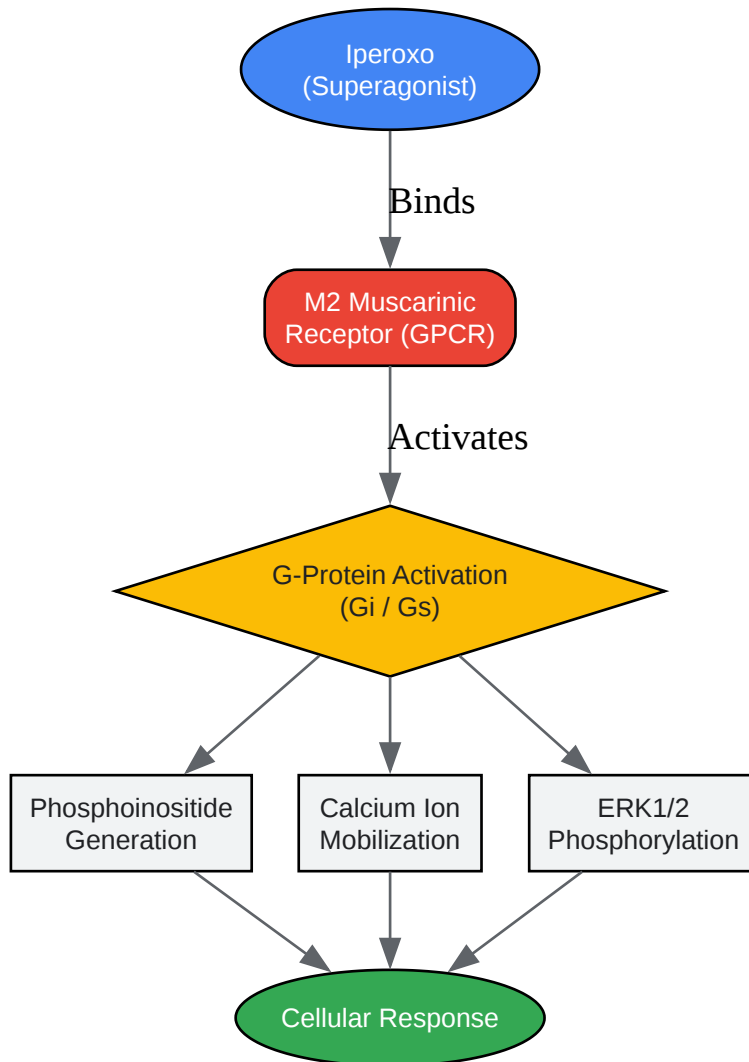 Iperoxo
(Superagonist)
Binds
M2 Muscarinic
Receptor (GPCR)
Activates
G-Protein Activation
(Gi / Gs)
Phosphoinositide
Generation
Calcium Ion
Mobilization
ERK1/2
Phosphorylation
Cellular Response